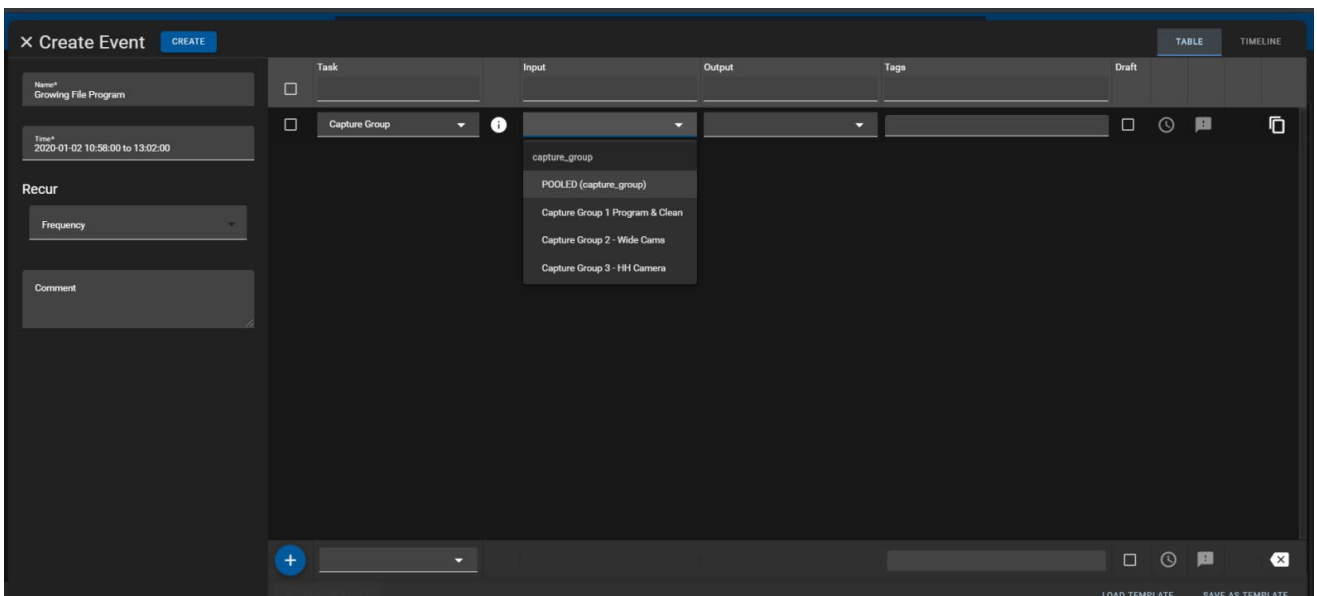 Create Event
CREATE
TABLE
TIMELINE
Name*
Growing File Program
Time*
2020-01-02 10:58:00 to 13:02:00
Recur
Frequency
Comment
Task
Input
Output
Tags
Draft
Capture Group
capture_group
POOLED (capture_group)
Capture Group 1 Program & Clean
Capture Group 2 - Wide Cams
Capture Group 3 - HH Camera
LOAD TEMPLATE
SAVE AS TEMPLATE